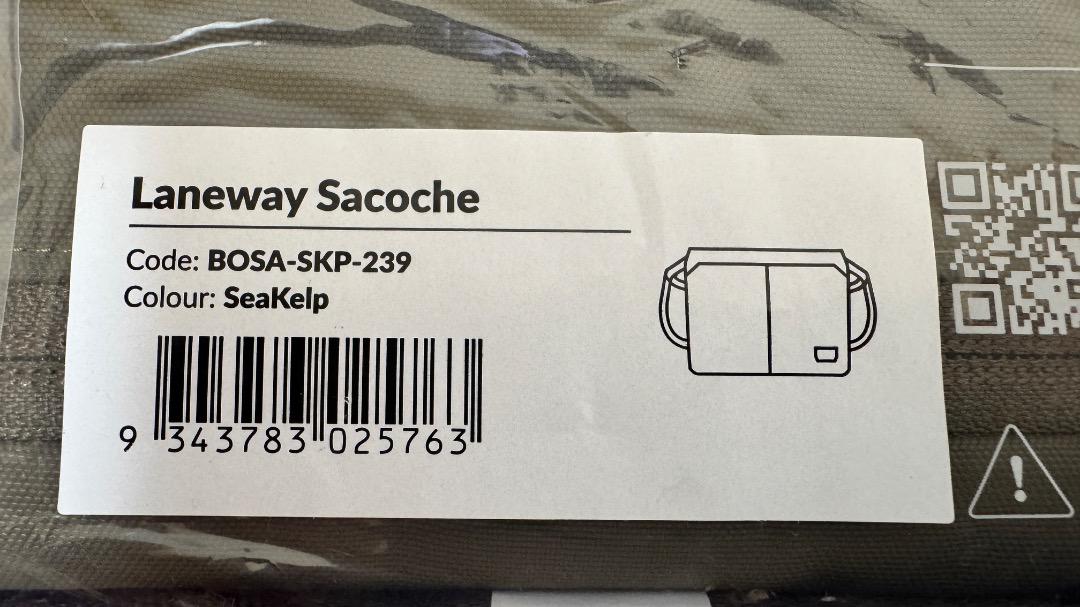 Laneway Sacoche
Code: BOSA-SKP-239
Colour: SeaKelp
9 343783 025763